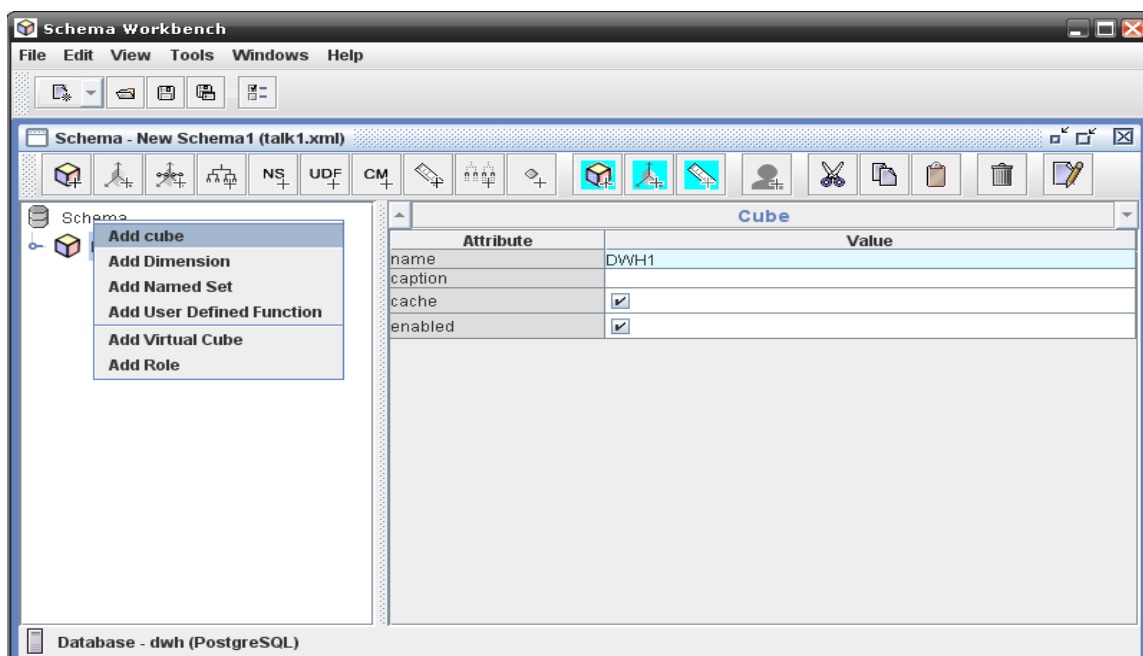 Schema Workbench
File Edit View Tools Windows Help
Schema - New Schema1 (talk1.xml)
NS UDF CM
Schema
Add cube
Add Dimension
Add Named Set
Add User Defined Function
Add Virtual Cube
Add Role
Cube
Attribute Value
name DWH1
caption
cache
enabled
Database - dwh (PostgreSQL)